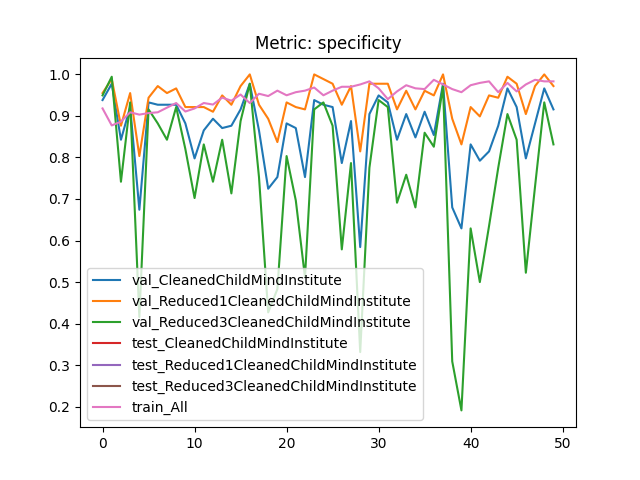 Metric: specificity
1.0
0.9
0.8
0.7
0.6
0.5
0.4
0.3
0.2
val_CleanedChildMindInstitute
val_Reduced1CleanedChildMindInstitute
val_Reduced3CleanedChildMindInstitute
test_CleanedChildMindInstitute
test_Reduced1CleanedChildMindInstitute
test_Reduced3CleanedChildMindInstitute
train_All
0 10 20 30 40 50